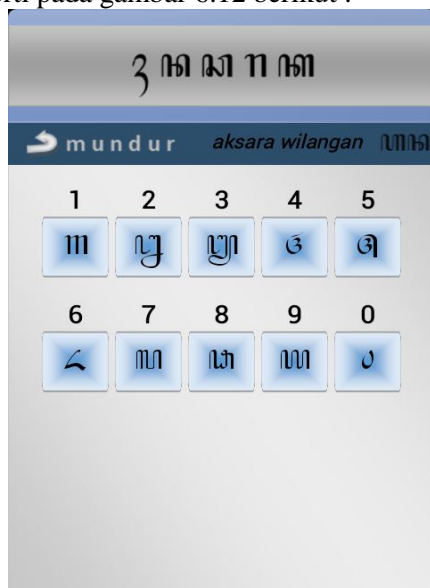 pada gambar 6.12 berikut :
mundur aksara wilangan
1 2 3 4 5
꧑ ꧒ ꧓ ꧔ ꧕
6 7 8 9 0
꧖ ꧗ ꧘ ꧙ ꧐